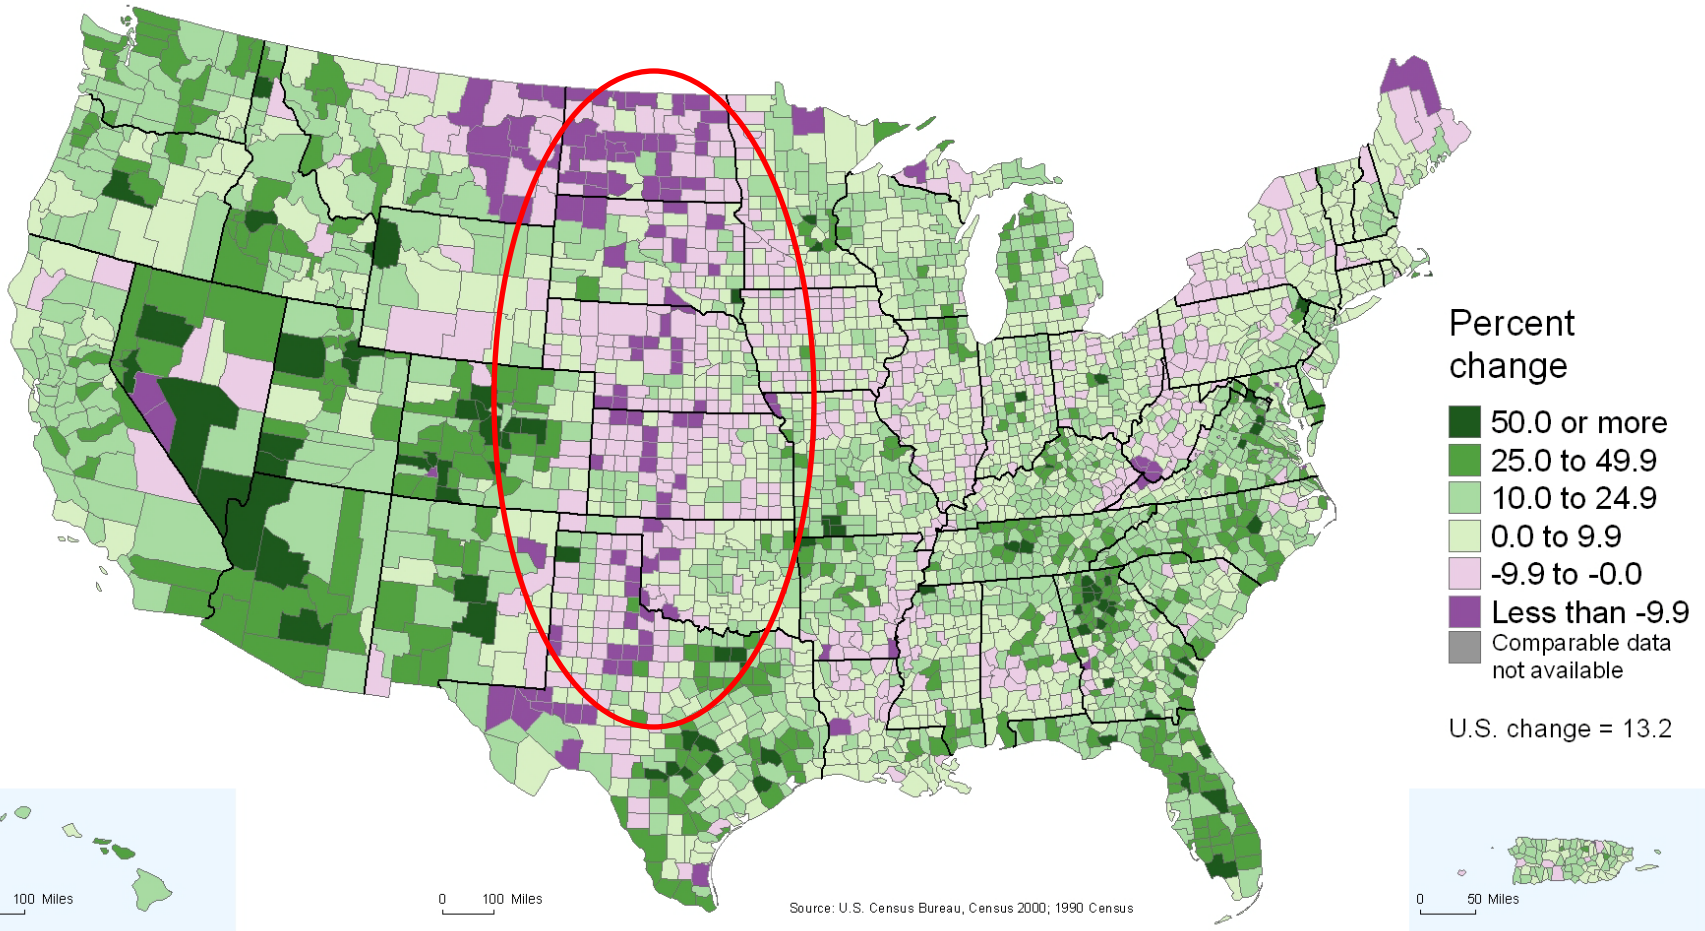 Percent
change
50.0 or more
25.0 to 49.9
10.0 to 24.9
0.0 to 9.9
-9.9 to -0.0
Less than -9.9
Comparable data
not available
U.S. change = 13.2
100 Miles
0 100 Miles
Source: U.S. Census Bureau, Census 2000; 1990 Census
0 50 Miles